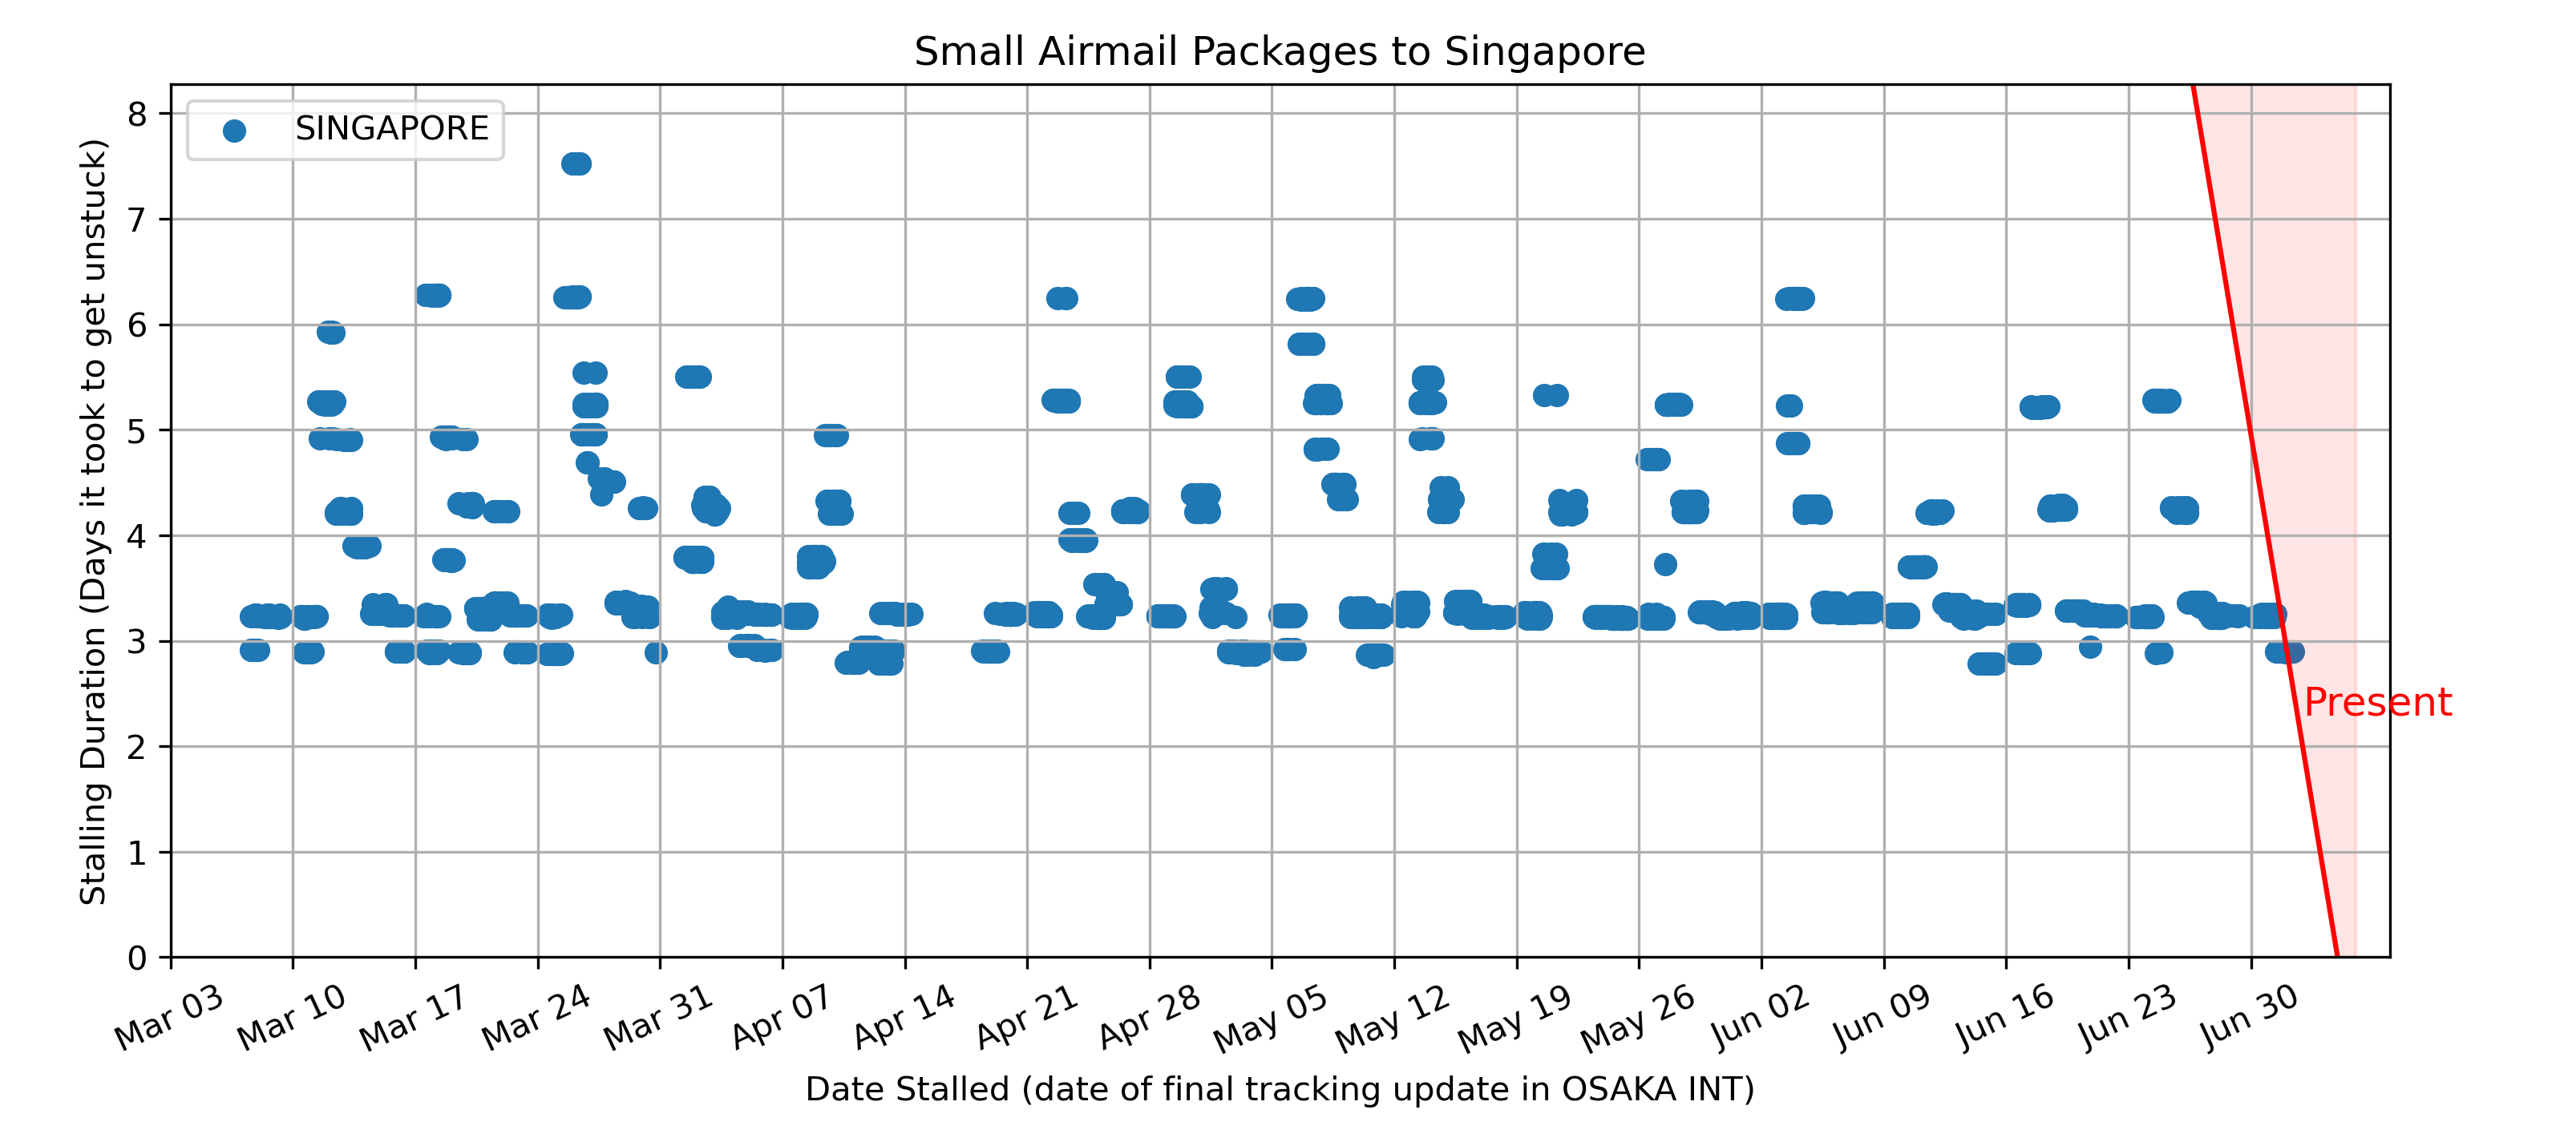 Small Airmail Packages to Singapore
SINGAPORE
Stalling Duration (Days it took to get unstuck)
8
7
6
5
4
3
2
1
0
Present
Mar 03
Mar 10
Mar 17
Mar 24
Mar 31
Apr 07
Apr 14
Apr 21
Apr 28
May 05
May 12
May 19
May 26
Jun 02
Jun 09
Jun 16
Jun 23
Jun 30
Date Stalled (date of final tracking update in OSAKA INT)